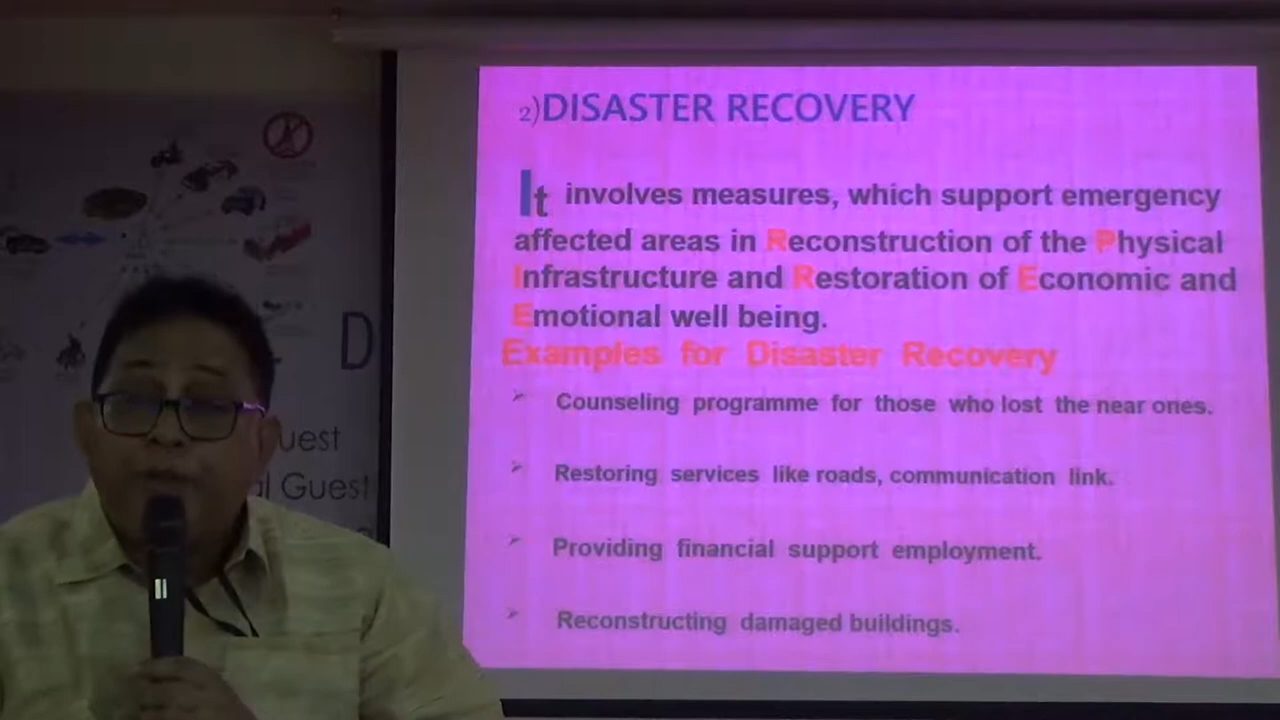 2)DISASTER RECOVERY
It involves measures, which support emergency
affected areas in Reconstruction of the Physical
Infrastructure and Restoration of Economic and
Emotional well being.
Examples for Disaster Recovery
➢ Counseling programme for those who lost the near ones.
➢ Restoring services like roads, communication link.
➢ Providing financial support employment.
➢ Reconstructing damaged buildings.
D
Guest